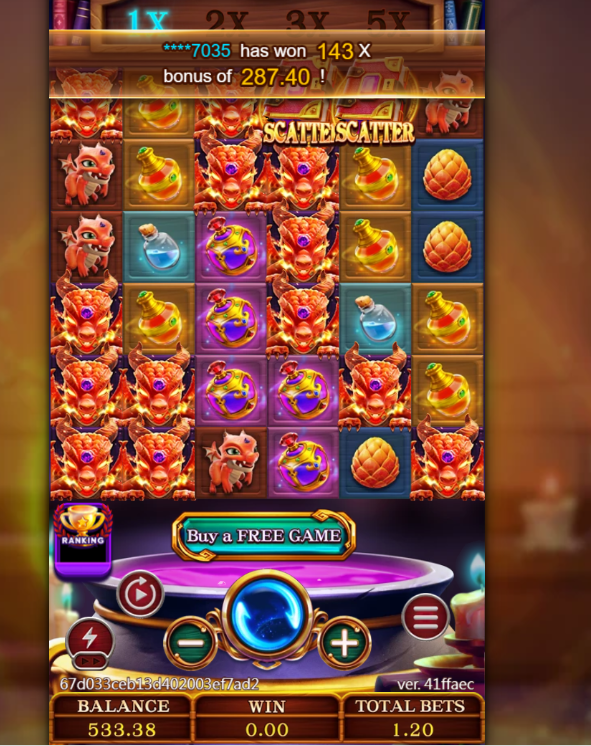 1X 2X 3X 5X
****7035 has won 143 X
bonus of 287.40 !
SCATTER SCATTER
RANKING
Buy a FREE GAME
67d033ceb13d402003ef7ad2 ver. 41ffaec
BALANCE WIN TOTAL BETS
533.38 0.00 1.20